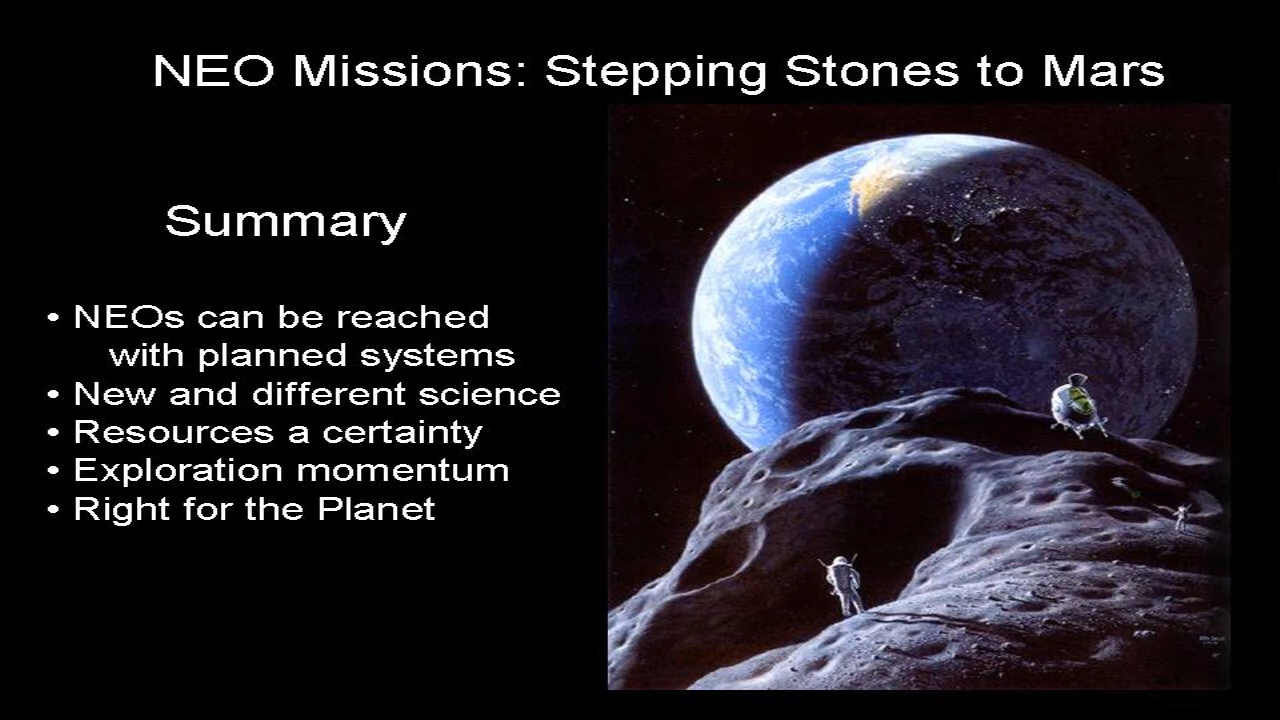 NEO Missions: Stepping Stones to Mars
Summary
• NEOs can be reached
with planned systems
• New and different science
• Resources a certainty
• Exploration momentum
• Right for the Planet